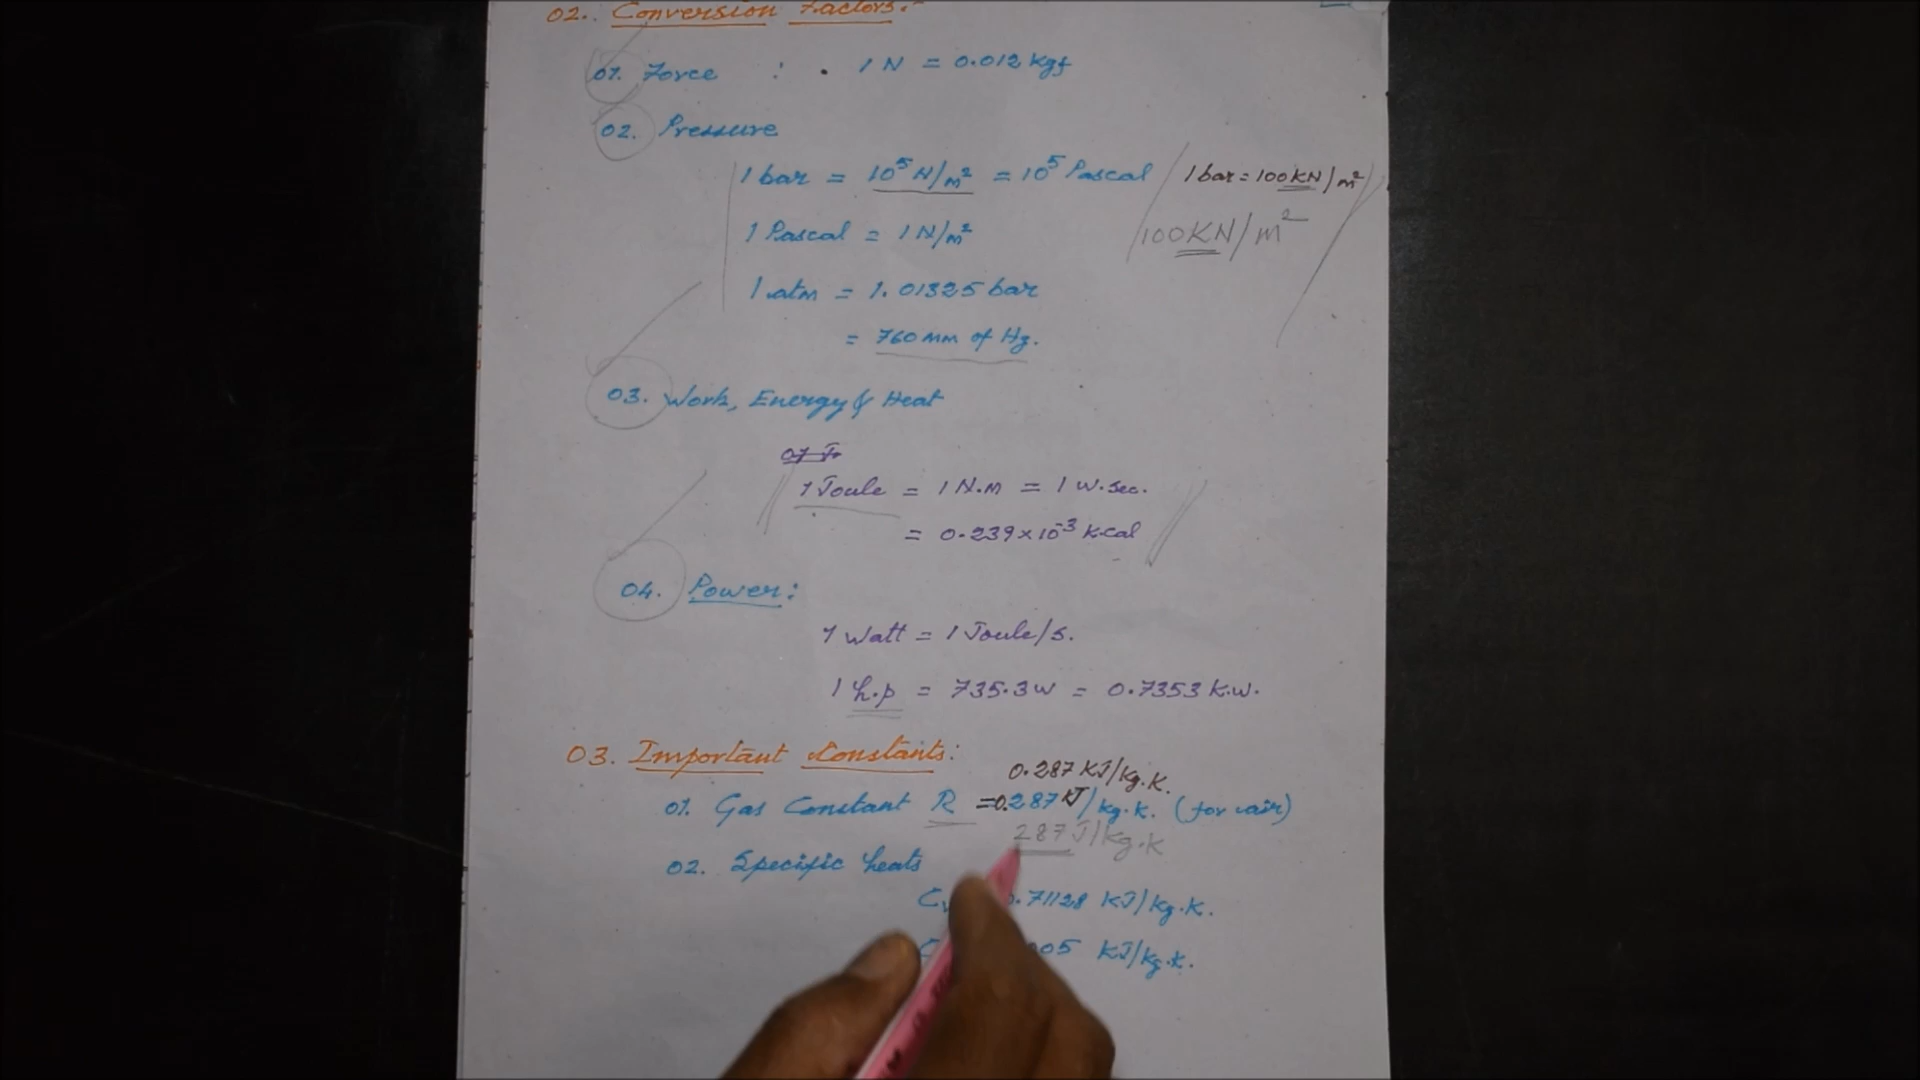 02. Conversion Factors:-
01. Force : . 1 N = 0.012 kgf
02. Pressure
1 bar = 10⁵ N/m² = 10⁵ Pascal 1 bar = 100KN/m²
1 Pascal = 1 N/m² 100KN/m²
1 atm = 1.01325 bar
= 760 mm of Hg.
03. Work, Energy & Heat
1 Joule = 1 N.m = 1 W.sec.
= 0.239×10⁻³ k.cal
04. Power:
1 Watt = 1 Joule/s.
1 h.p = 735.3 W = 0.7353 K.W.
03. Important Constants:
0.287 KJ/kg.K.
01. Gas Constant R = 0.287 KJ/kg.K. (for air)
287 J/kg.K
02. Specific heats
.71128 KJ/kg.K.
005 KJ/kg.K.